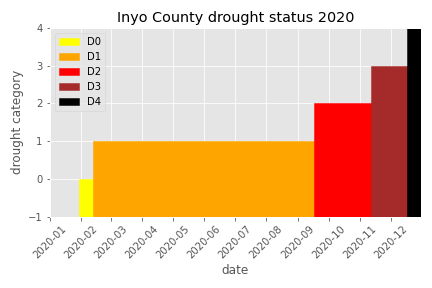 Inyo County drought status 2020
drought category
4
3
2
1
0
−1
D0
D1
D2
D3
D4
2020-01
2020-02
2020-03
2020-04
2020-05
2020-06
2020-07
2020-08
2020-09
2020-10
2020-11
2020-12
date